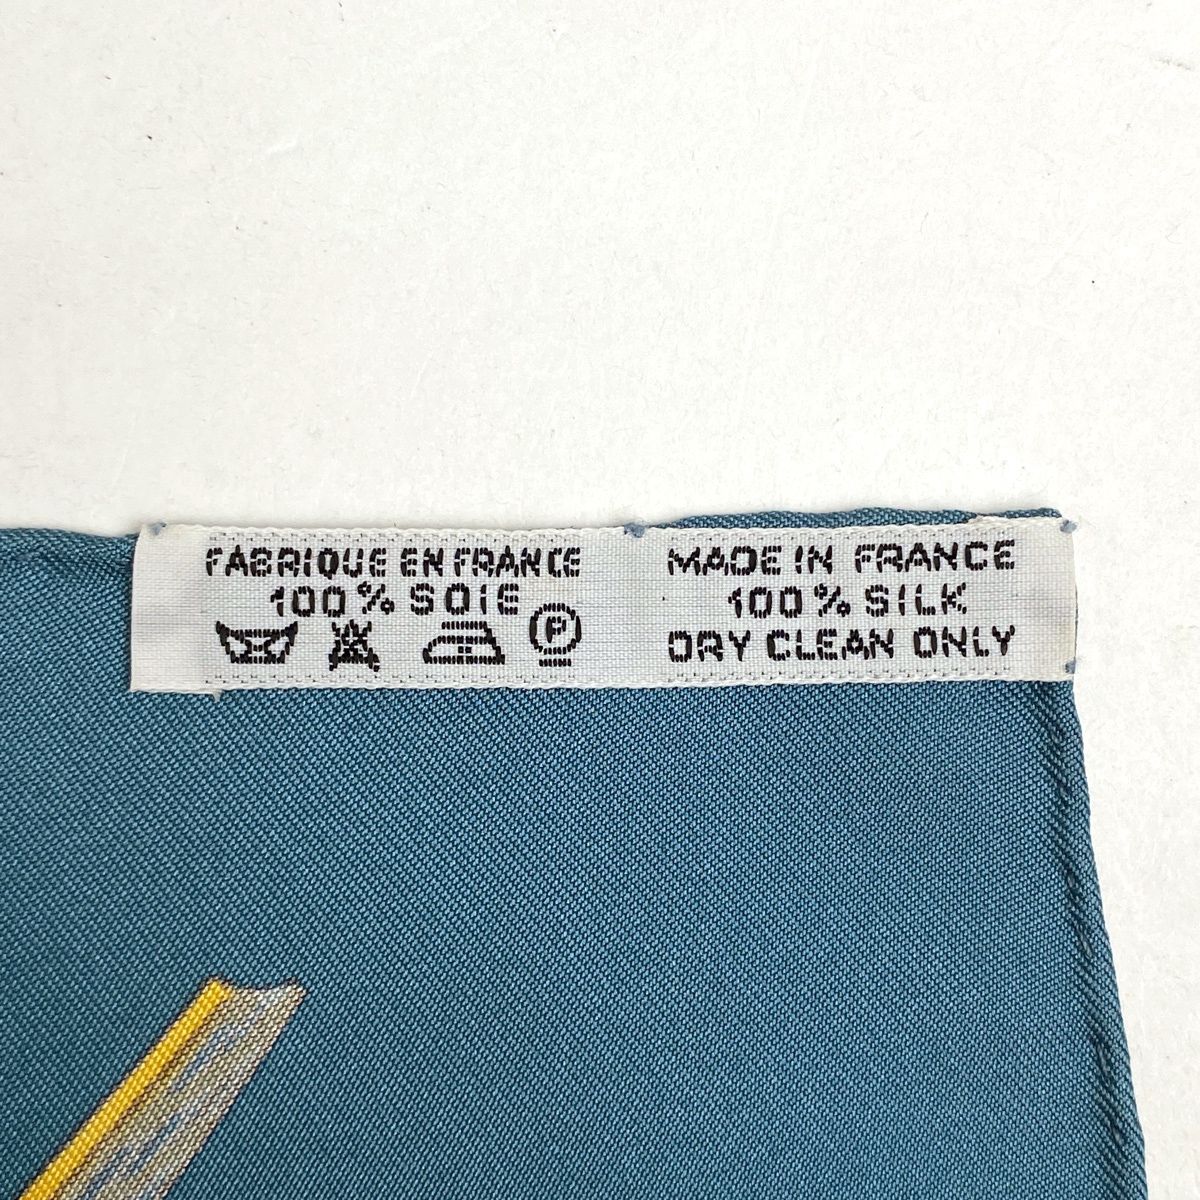 FABRIQUE EN FRANCE
100% SOIE
P
MADE IN FRANCE
100% SILK
DRY CLEAN ONLY